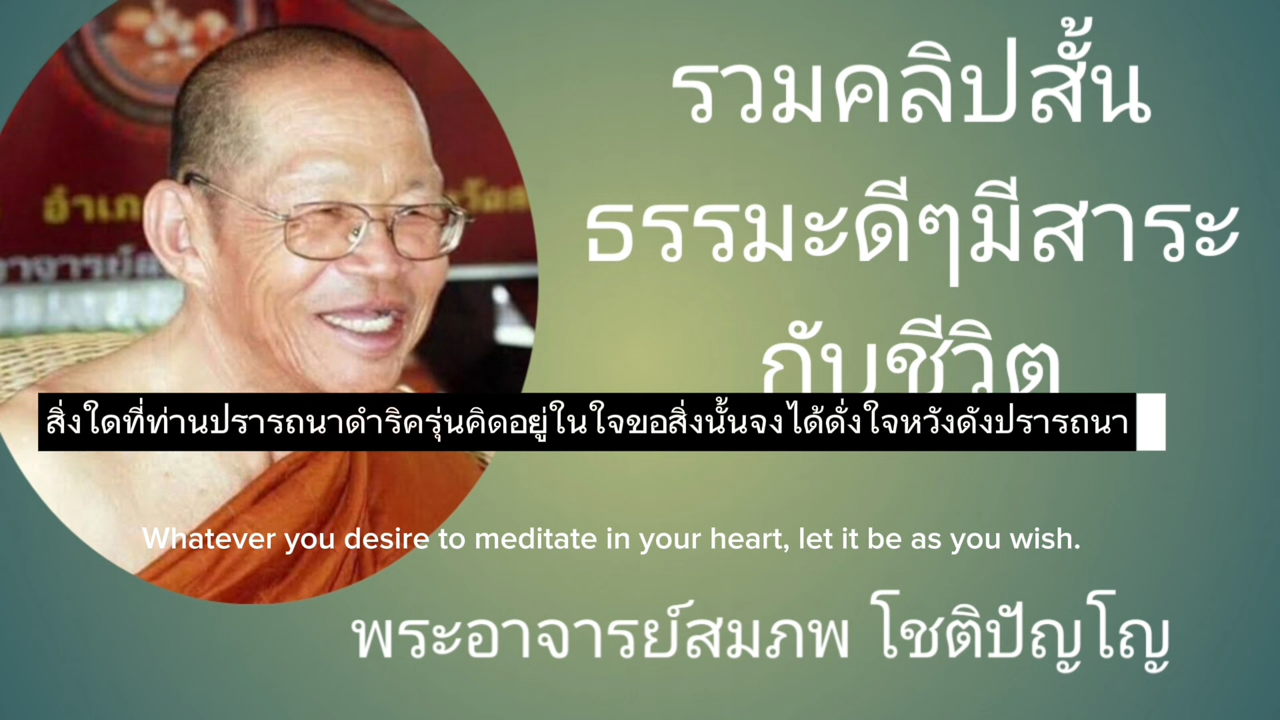 รวมคลิปสั้น
ธรรมะดีๆมีสาระ
กับชีวิต
อำเภ
สิ่งใดที่ท่านปรารถนาดำริครุ่นคิดอยู่ในใจขอสิ่งนั้นจงได้ดั่งใจหวังดังปรารถนา
Whatever you desire to meditate in your heart, let it be as you wish.
พระอาจารย์สมภพ โชติปัญโญ